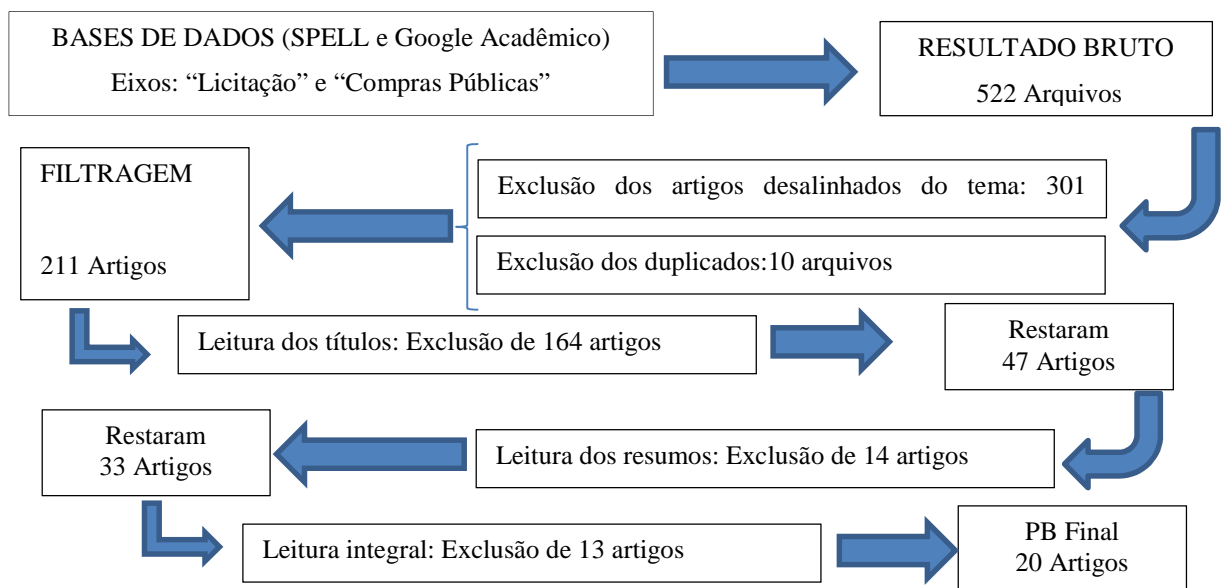 BASES DE DADOS (SPELL e Google Acadêmico)
Eixos: “Licitação” e “Compras Públicas”
RESULTADO BRUTO
522 Arquivos
Exclusão dos artigos desalinhados do tema: 301
Exclusão dos duplicados:10 arquivos
FILTRAGEM
211 Artigos
Leitura dos títulos: Exclusão de 164 artigos
Restaram
47 Artigos
Leitura dos resumos: Exclusão de 14 artigos
Restaram
33 Artigos
Leitura integral: Exclusão de 13 artigos
PB Final
20 Artigos